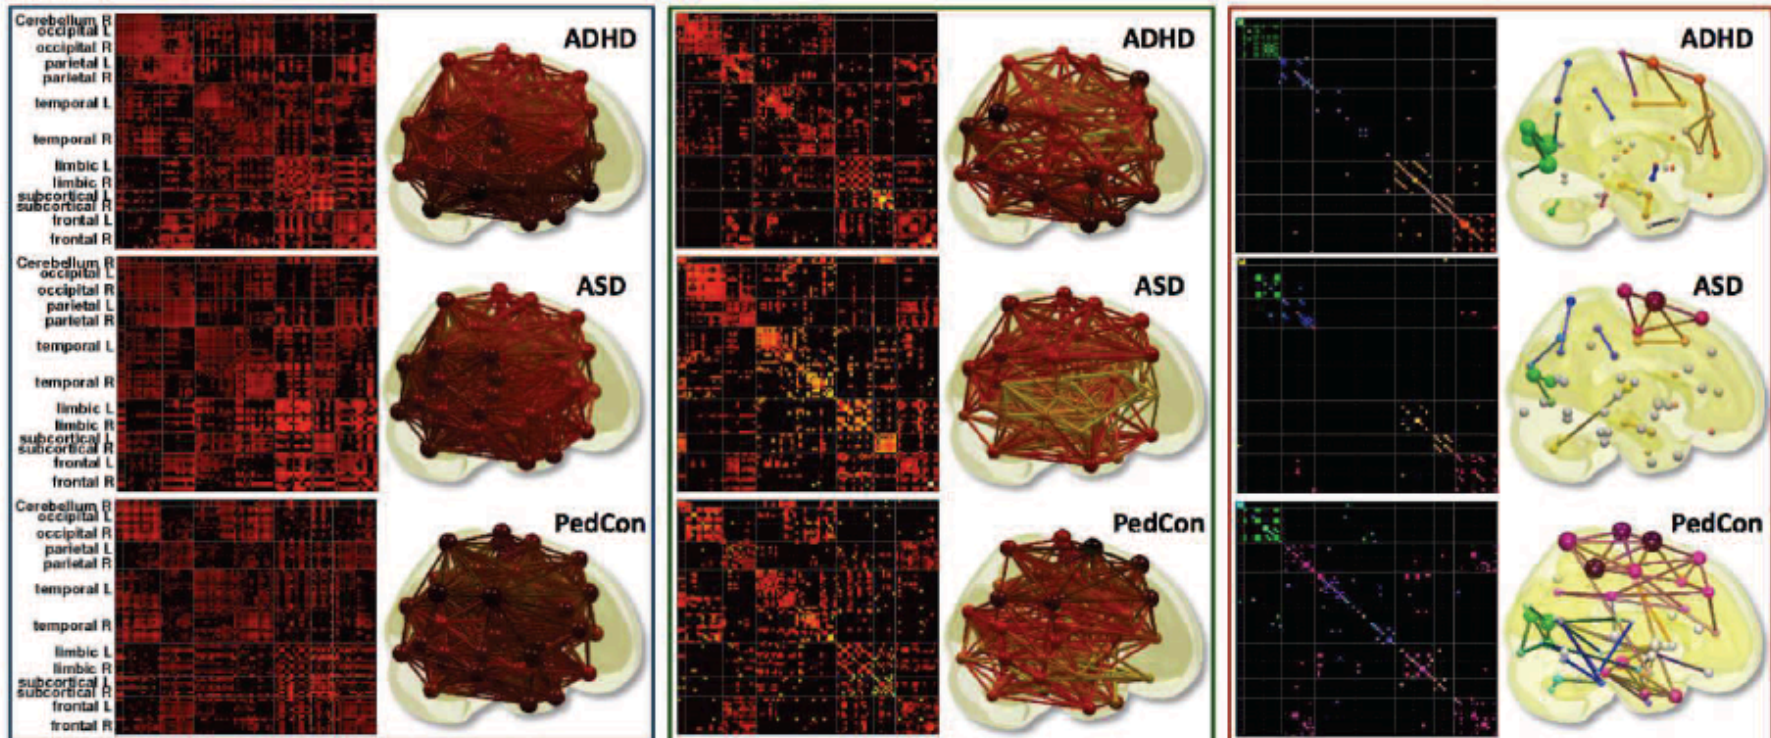 Cerebellum R
occipital L
occipital R
parietal L
parietal R
temporal L
temporal R
limbic L
limbic R
subcortical L
subcortical R
frontal L
frontal R
ADHD
ADHD
ADHD
Cerebellum R
occipital L
occipital R
parietal L
parietal R
temporal L
temporal R
limbic L
limbic R
subcortical L
subcortical R
frontal L
frontal R
ASD
ASD
ASD
Cerebellum R
occipital L
occipital R
parietal L
parietal R
temporal L
temporal R
limbic L
limbic R
subcortical L
subcortical R
frontal L
frontal R
PedCon
PedCon
PedCon